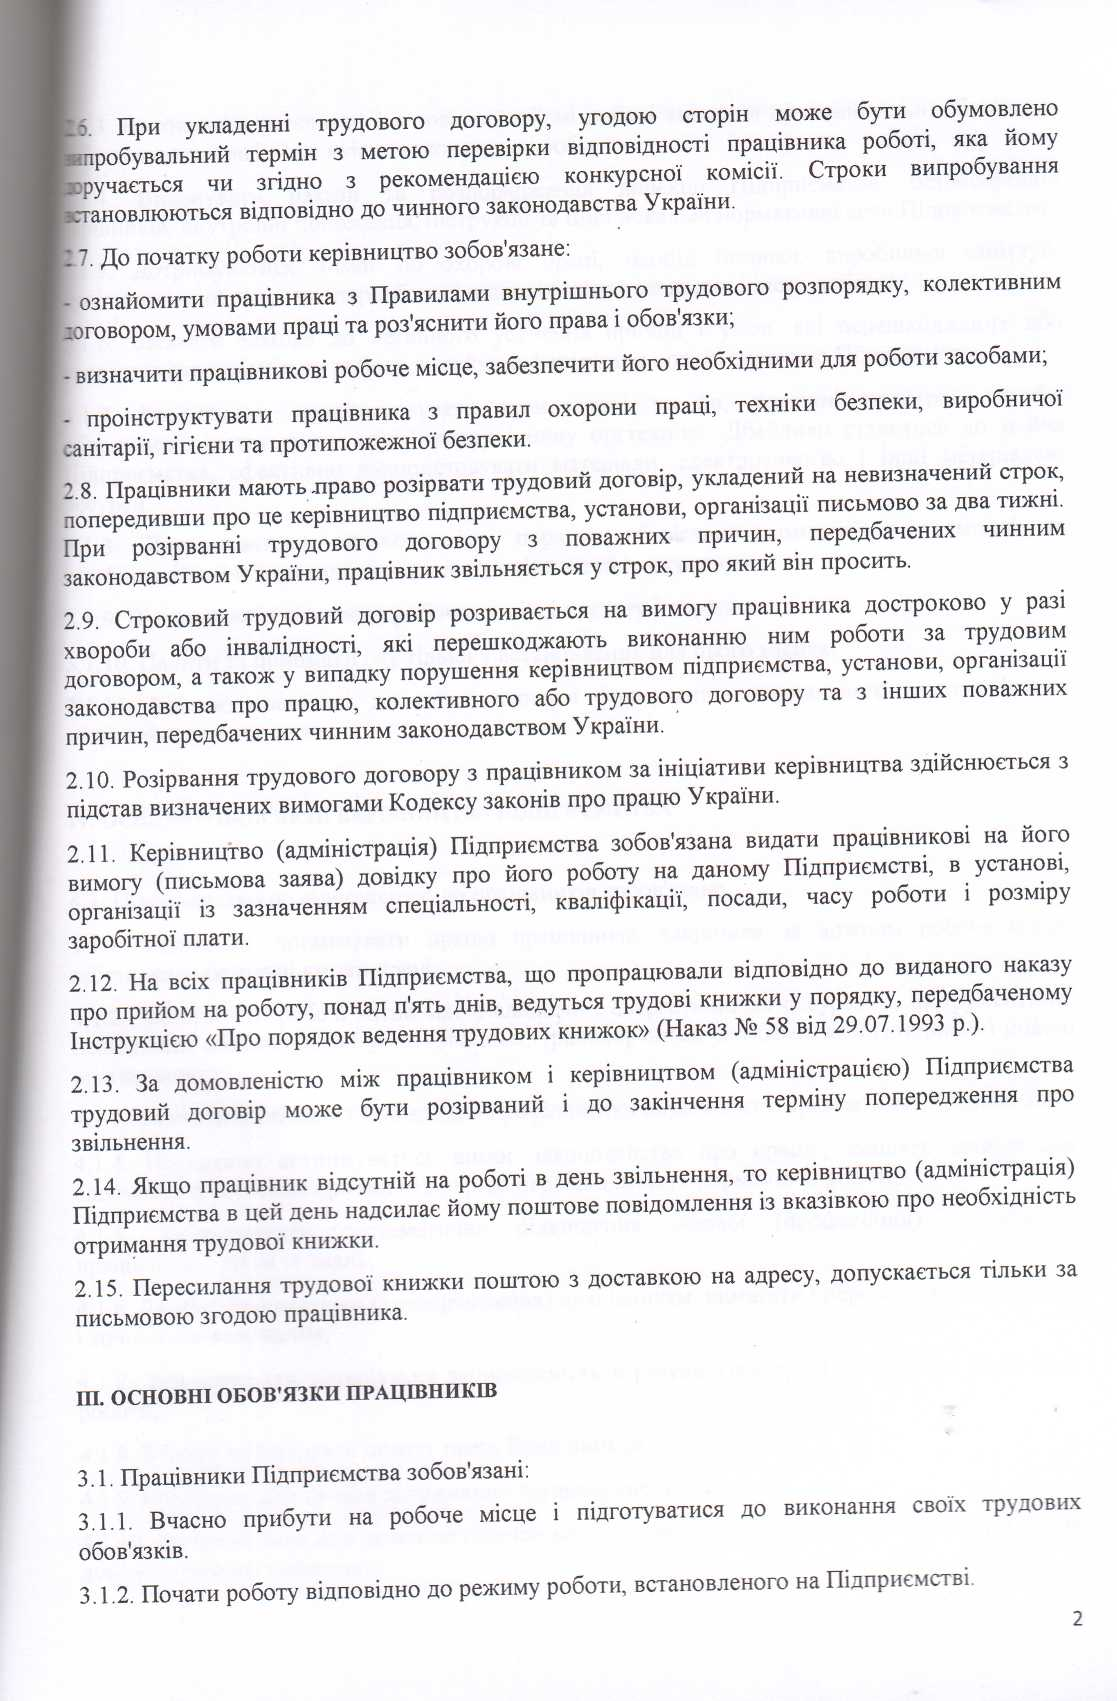 2.6. При укладенні трудового договору, угодою сторін може бути обумовлено
випробувальний термін з метою перевірки відповідності працівника роботі, яка йому
доручається чи згідно з рекомендацією конкурсної комісії. Строки випробування
встановлюються відповідно до чинного законодавства України.
2.7. До початку роботи керівництво зобов'язане:
- ознайомити працівника з Правилами внутрішнього трудового розпорядку, колективним
договором, умовами праці та роз'яснити його права і обов'язки;
- визначити працівникові робоче місце, забезпечити його необхідними для роботи засобами;
- проінструктувати працівника з правил охорони праці, техніки безпеки, виробничої
санітарії, гігієни та протипожежної безпеки.
2.8. Працівники мають право розірвати трудовий договір, укладений на невизначений строк,
попередивши про це керівництво підприємства, установи, організації письмово за два тижні.
При розірванні трудового договору з поважних причин, передбачених чинним
законодавством України, працівник звільняється у строк, про який він просить.
2.9. Строковий трудовий договір розривається на вимогу працівника достроково у разі
хвороби або інвалідності, які перешкоджають виконанню ним роботи за трудовим
договором, а також у випадку порушення керівництвом підприємства, установи, організації
законодавства про працю, колективного або трудового договору та з інших поважних
причин, передбачених чинним законодавством України.
2.10. Розірвання трудового договору з працівником за ініціативи керівництва здійснюється з
підстав визначених вимогами Кодексу законів про працю України.
2.11. Керівництво (адміністрація) Підприємства зобов'язана видати працівникові на його
вимогу (письмова заява) довідку про його роботу на даному Підприємстві, в установі,
організації із зазначенням спеціальності, кваліфікації, посади, часу роботи і розміру
заробітної плати.
2.12. На всіх працівників Підприємства, що пропрацювали відповідно до виданого наказу
про прийом на роботу, понад п'ять днів, ведуться трудові книжки у порядку, передбаченому
Інструкцією «Про порядок ведення трудових книжок» (Наказ № 58 від 29.07.1993 р.).
2.13. За домовленістю між працівником і керівництвом (адміністрацією) Підприємства
трудовий договір може бути розірваний і до закінчення терміну попередження про
звільнення.
2.14. Якщо працівник відсутній на роботі в день звільнення, то керівництво (адміністрація)
Підприємства в цей день надсилає йому поштове повідомлення із вказівкою про необхідність
отримання трудової книжки.
2.15. Пересилання трудової книжки поштою з доставкою на адресу, допускається тільки за
письмовою згодою працівника.
III. ОСНОВНІ ОБОВ'ЯЗКИ ПРАЦІВНИКІВ
3.1. Працівники Підприємства зобов'язані:
3.1.1. Вчасно прибути на робоче місце і підготуватися до виконання своїх трудових
обов'язків.
3.1.2. Почати роботу відповідно до режиму роботи, встановленого на Підприємстві.
2